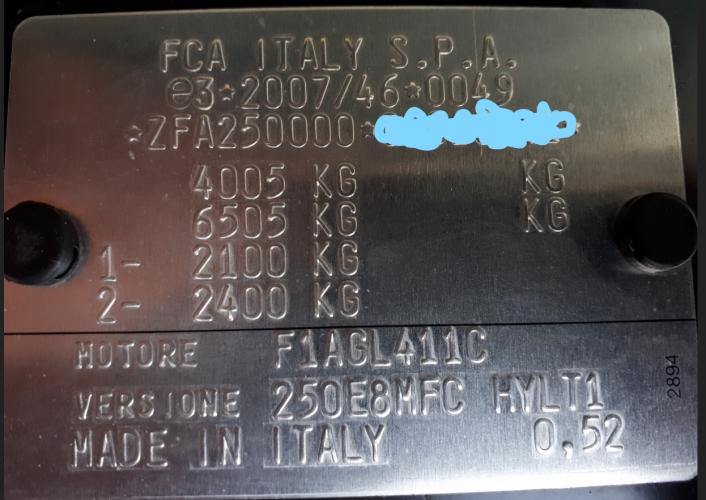 FCA ITALY S.P.A.
e3*2007/46*0049
*ZFA250000*
4005 KG KG
6505 KG KG
1- 2100 KG
2- 2400 KG
MOTORE F1AGL411C
VERSIONE 250E8MFC HYLT1
MADE IN ITALY 0,52
2894